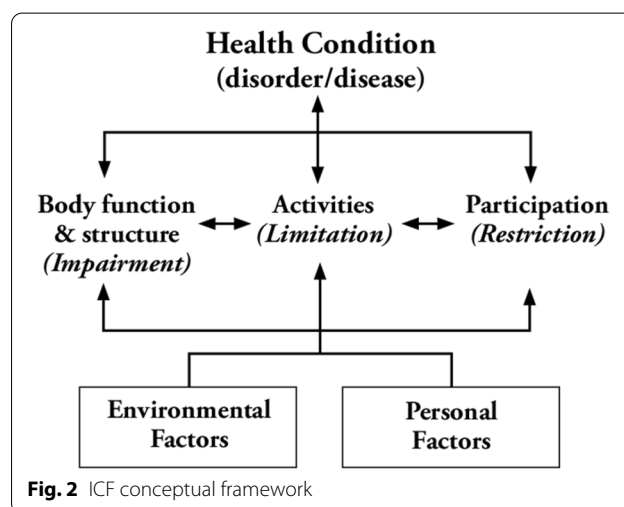 Health Condition
(disorder/disease)
Body function
& structure
(Impairment)
Activities
(Limitation)
Participation
(Restriction)
Environmental
Factors
Personal
Factors
Fig. 2 ICF conceptual framework